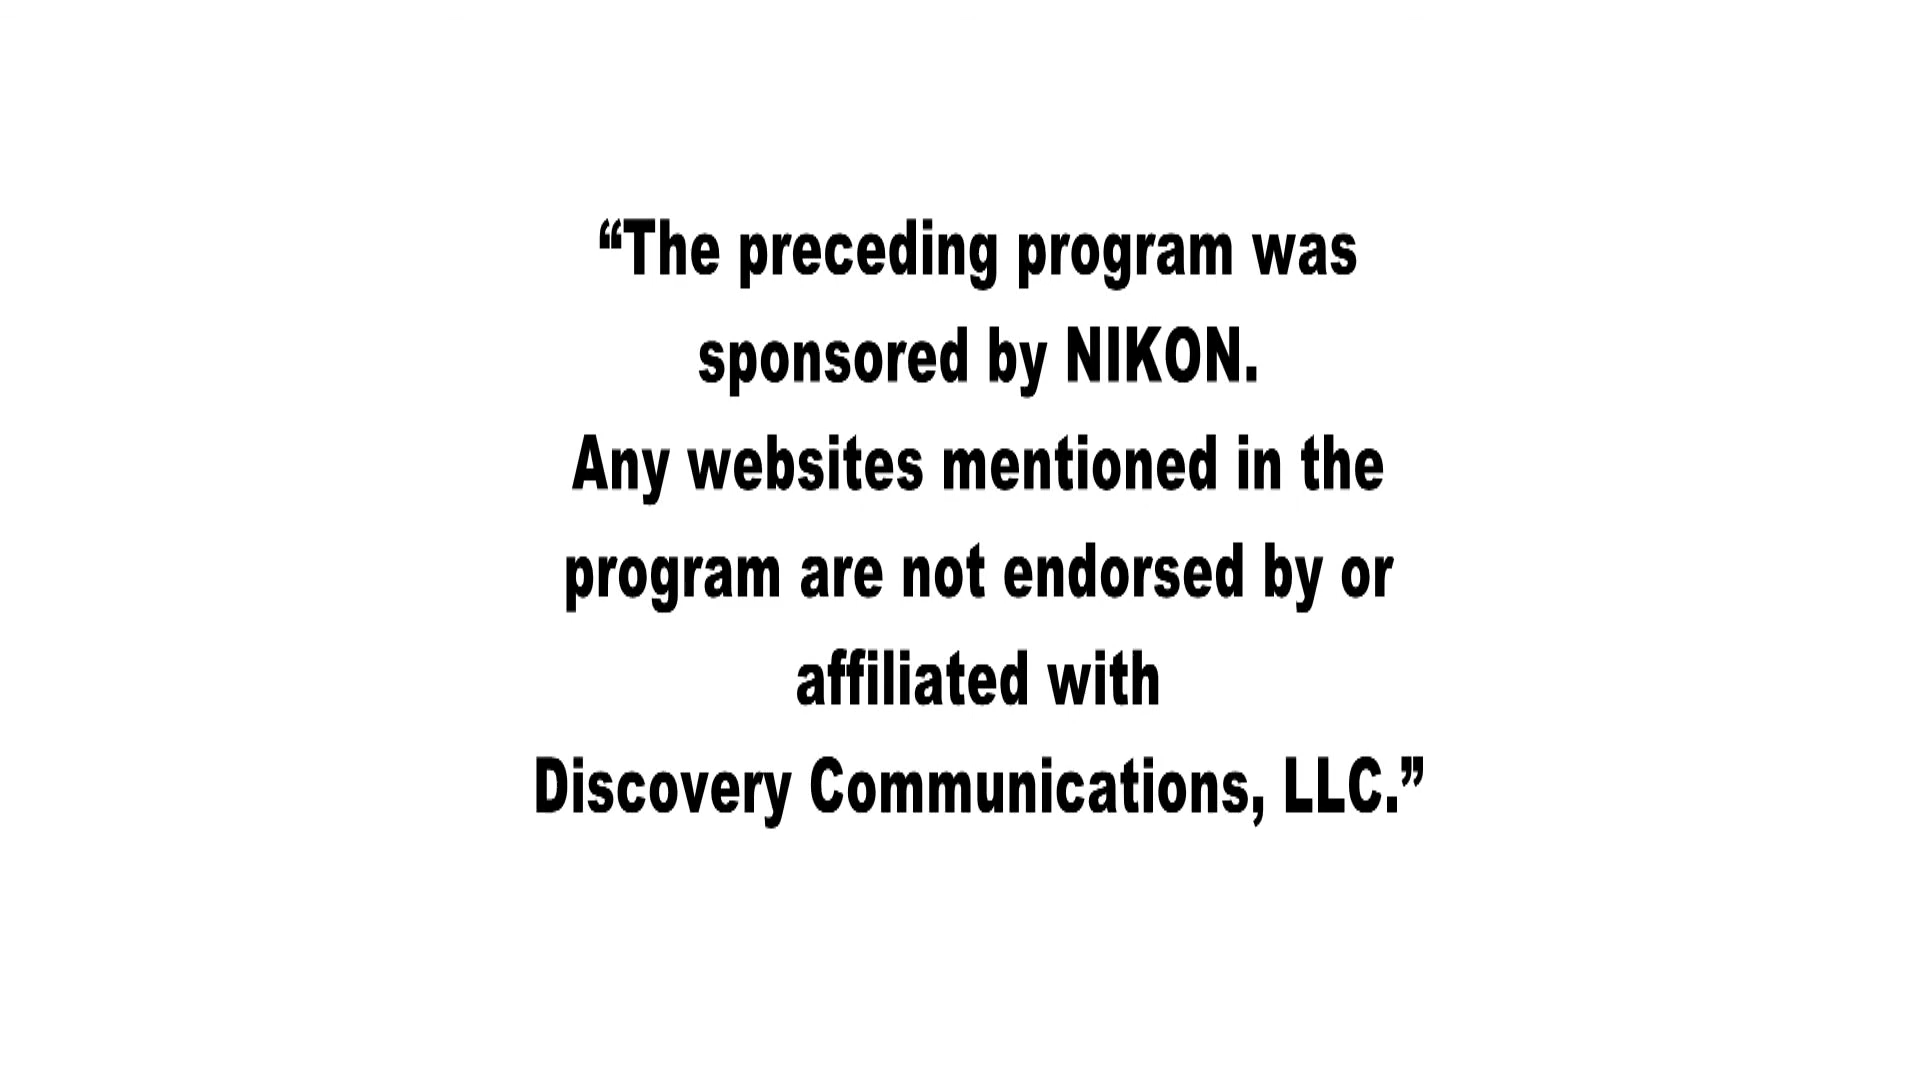 “The preceding program was
sponsored by NIKON.
Any websites mentioned in the
program are not endorsed by or
affiliated with
Discovery Communications, LLC.”